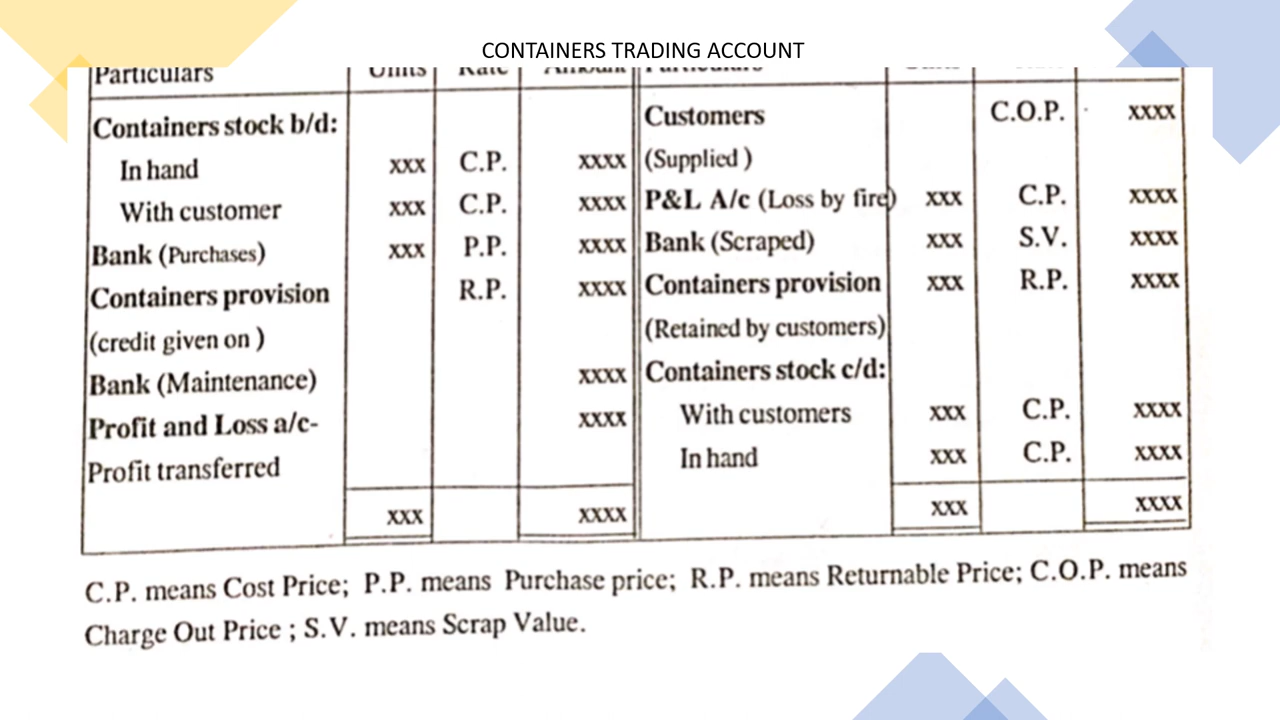 CONTAINERS TRADING ACCOUNT
Particulars Units Rate Amount Particulars
Containers stock b/d: Customers C.O.P. xxxx
In hand xxx C.P. xxxx (Supplied )
With customer xxx C.P. xxxx P&L A/c (Loss by fire) xxx C.P. xxxx
Bank (Purchases) xxx P.P. xxxx Bank (Scraped) xxx S.V. xxxx
Containers provision R.P. xxxx Containers provision xxx R.P. xxxx
(credit given on ) (Retained by customers)
Bank (Maintenance) xxxx Containers stock c/d:
Profit and Loss a/c- xxxx With customers xxx C.P. xxxx
Profit transferred In hand xxx C.P. xxxx
xxx xxxx xxx xxxx
C.P. means Cost Price; P.P. means Purchase price; R.P. means Returnable Price; C.O.P. means
Charge Out Price ; S.V. means Scrap Value.